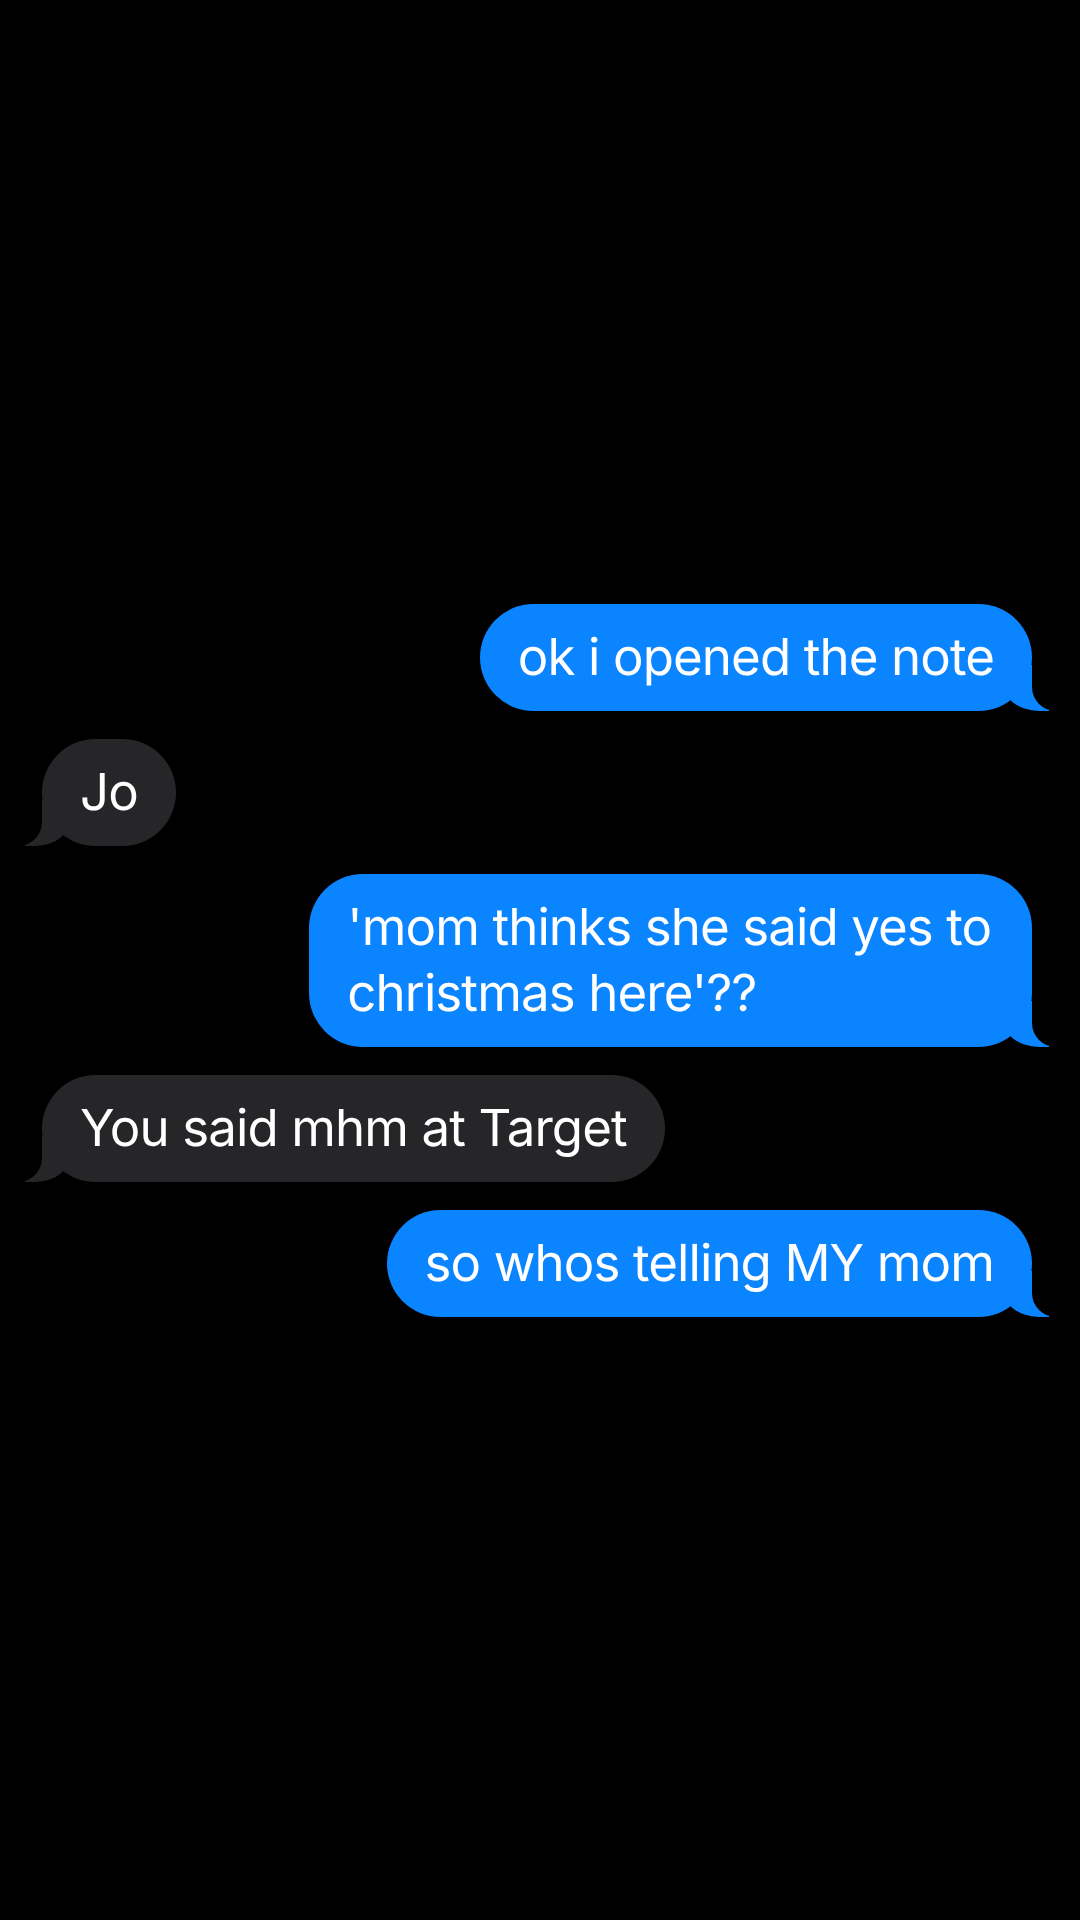 ok i opened the note
Jo
'mom thinks she said yes to
christmas here'??
You said mhm at Target
so whos telling MY mom